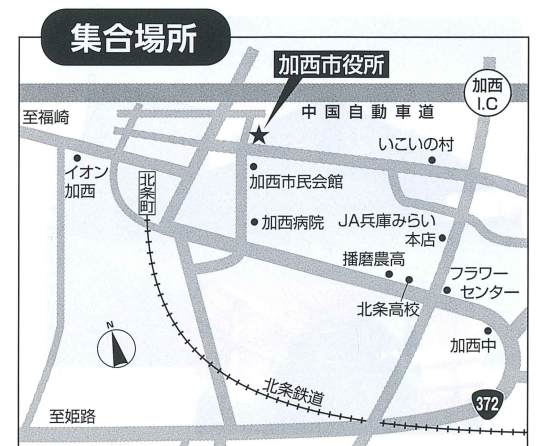 集合場所
加西市役所
加西
I.C
中国自動車道
至福崎
いこいの村
イオン
加西
北条町
加西市民会館
加西病院
JA兵庫みらい
本店
播磨農高
フラワー
センター
北条高校
N
加西中
北条鉄道
372
至姫路